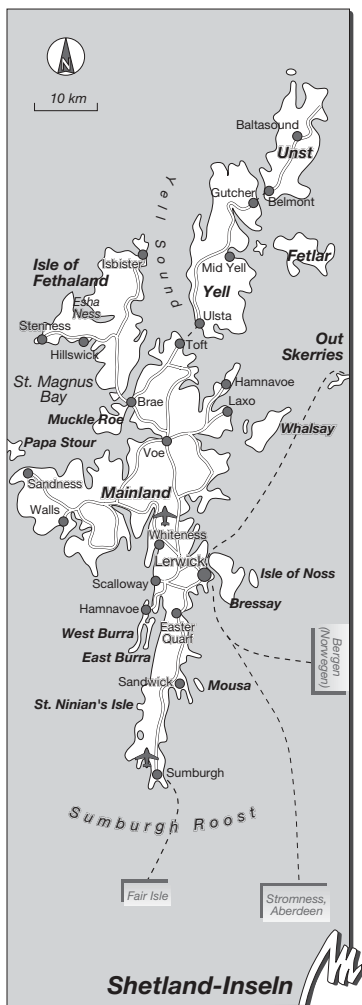 N
10 km
Baltasound
Unst
Gutcher
Belmont
Yell Sound
Isle of
Fethaland
Isbister
Mid Yell
Fetlar
Yell
Esha
Ness
Stenness
Hillswick
Ulsta
Toft
Out
Skerries
St. Magnus
Bay
Hamnavoe
Brae
Laxo
Muckle Roe
Whalsay
Papa Stour
Voe
Sandness
Mainland
Walls
Whiteness
Lerwick
Isle of Noss
Scalloway
Bressay
Hamnavoe
Easter
Quarf
West Burra
East Burra
Bergen
(Norwegen)
Sandwick
Mousa
St. Ninian's Isle
Sumburgh
Sumburgh Roost
Fair Isle
Stromness,
Aberdeen
Shetland-Inseln